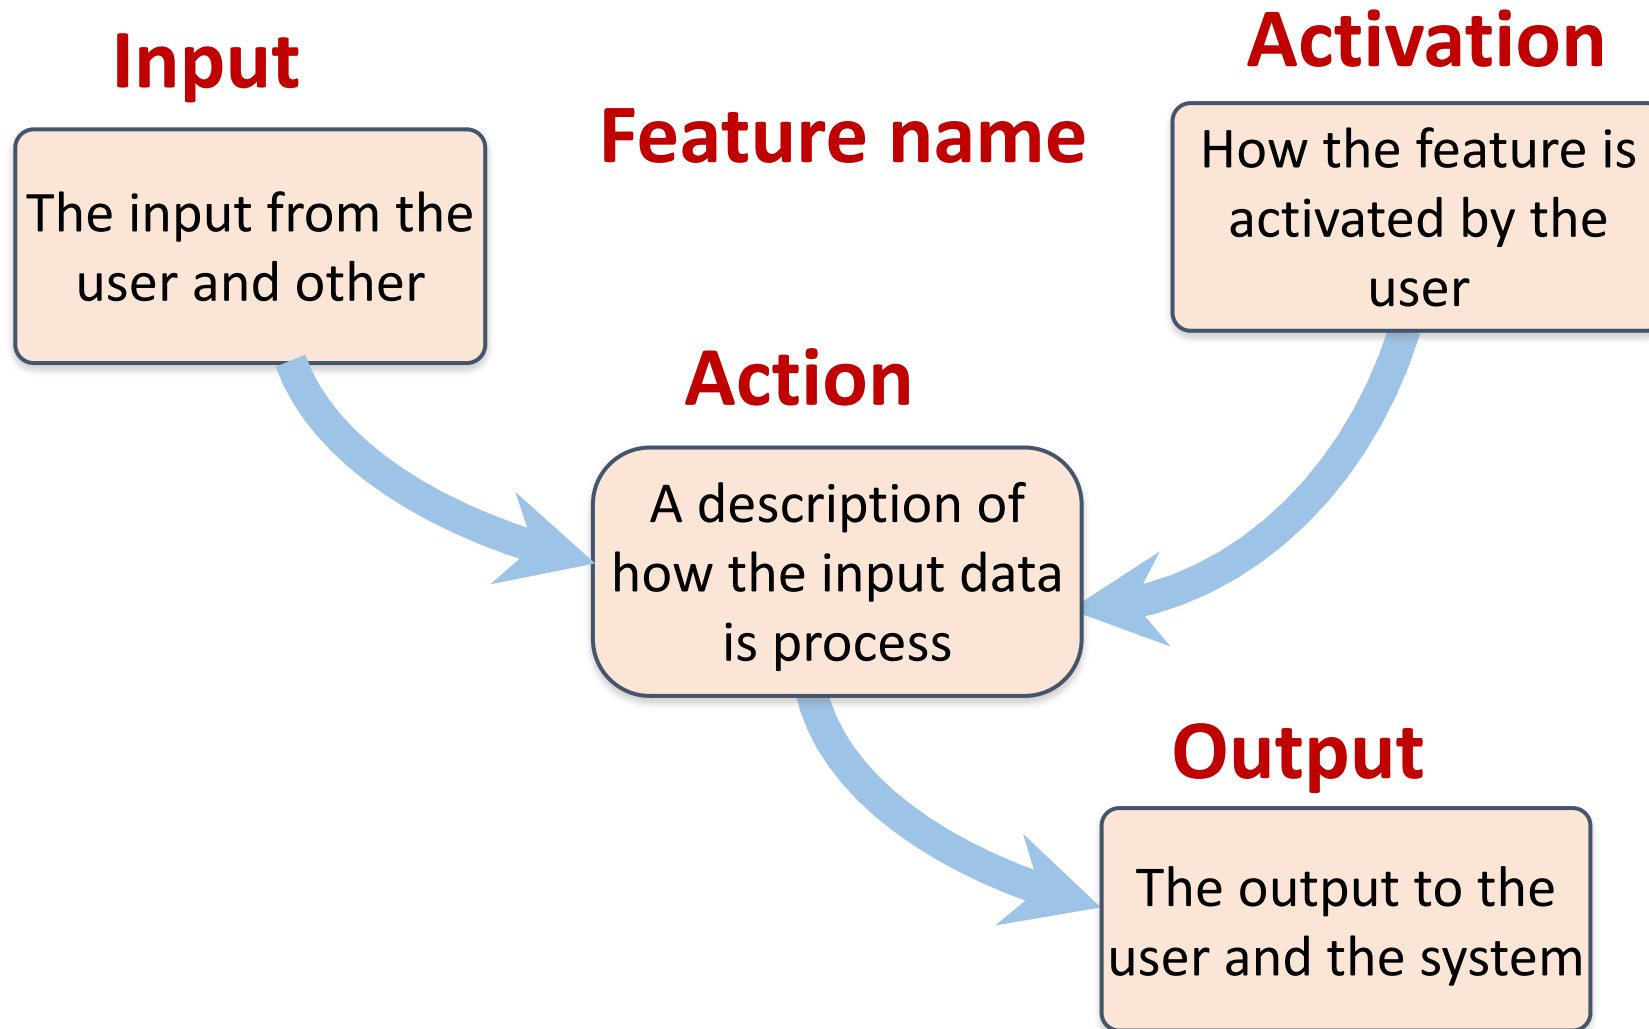 Input
The input from the
user and other
Feature name
Activation
How the feature is
activated by the
user
Action
A description of
how the input data
is process
Output
The output to the
user and the system